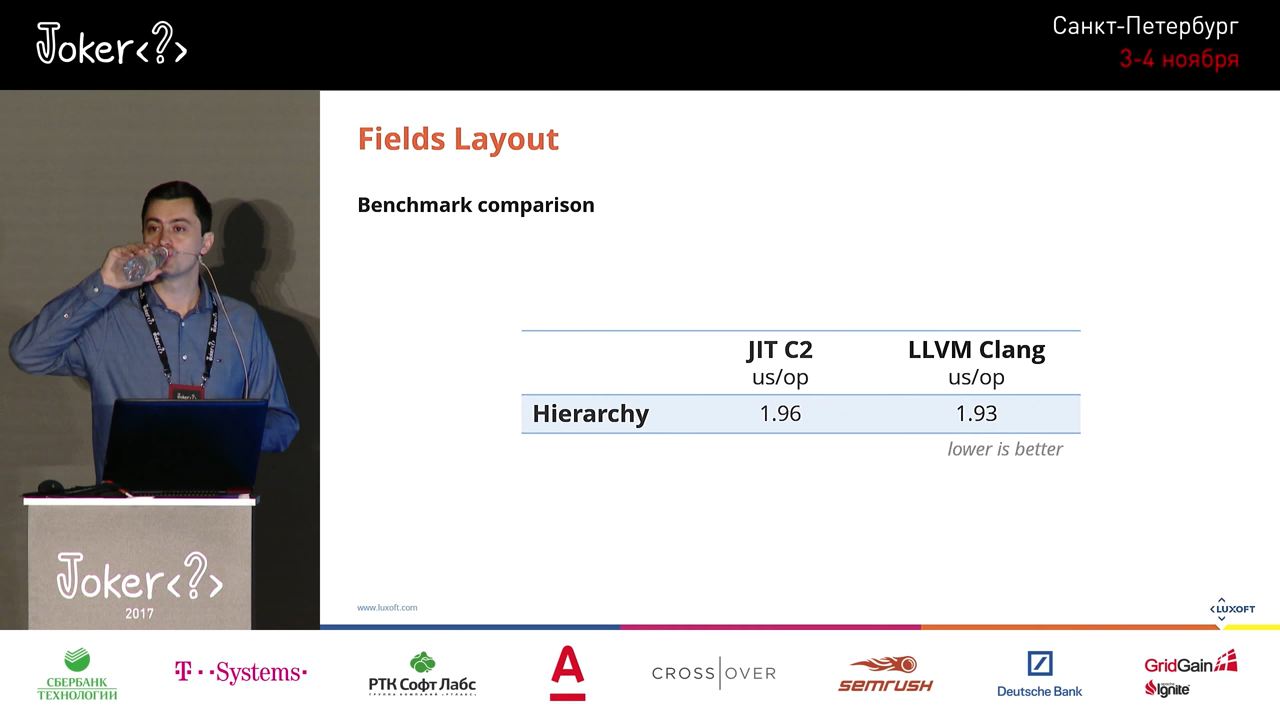 Joker<?>
Санкт-Петербург
3-4 ноября
Fields Layout
Benchmark comparison
JIT C2
LLVM Clang
us/op
us/op
Hierarchy
1.96
1.93
lower is better
www.luxoft.com
LUXOFT
Joker<?>
2017
СБЕРБАНК
ТЕХНОЛОГИИ
T··Systems·
РТК Софт Лабс
A
CROSS|OVER
semrush
Deutsche Bank
GridGain
Ignite